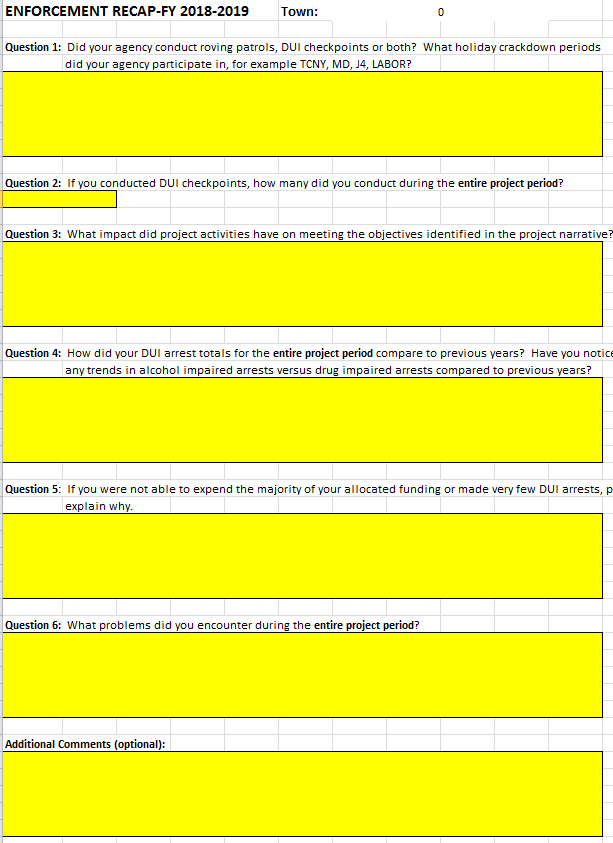 ENFORCEMENT RECAP-FY 2018-2019 Town: 0
Question 1: Did your agency conduct roving patrols, DUI checkpoints or both? What holiday crackdown periods
did your agency participate in, for example TCNY, MD, J4, LABOR?
Question 2: If you conducted DUI checkpoints, how many did you conduct during the entire project period?
Question 3: What impact did project activities have on meeting the objectives identified in the project narrative?
Question 4: How did your DUI arrest totals for the entire project period compare to previous years? Have you notice
any trends in alcohol impaired arrests versus drug impaired arrests compared to previous years?
Question 5: If you were not able to expend the majority of your allocated funding or made very few DUI arrests, p
explain why.
Question 6: What problems did you encounter during the entire project period?
Additional Comments (optional):